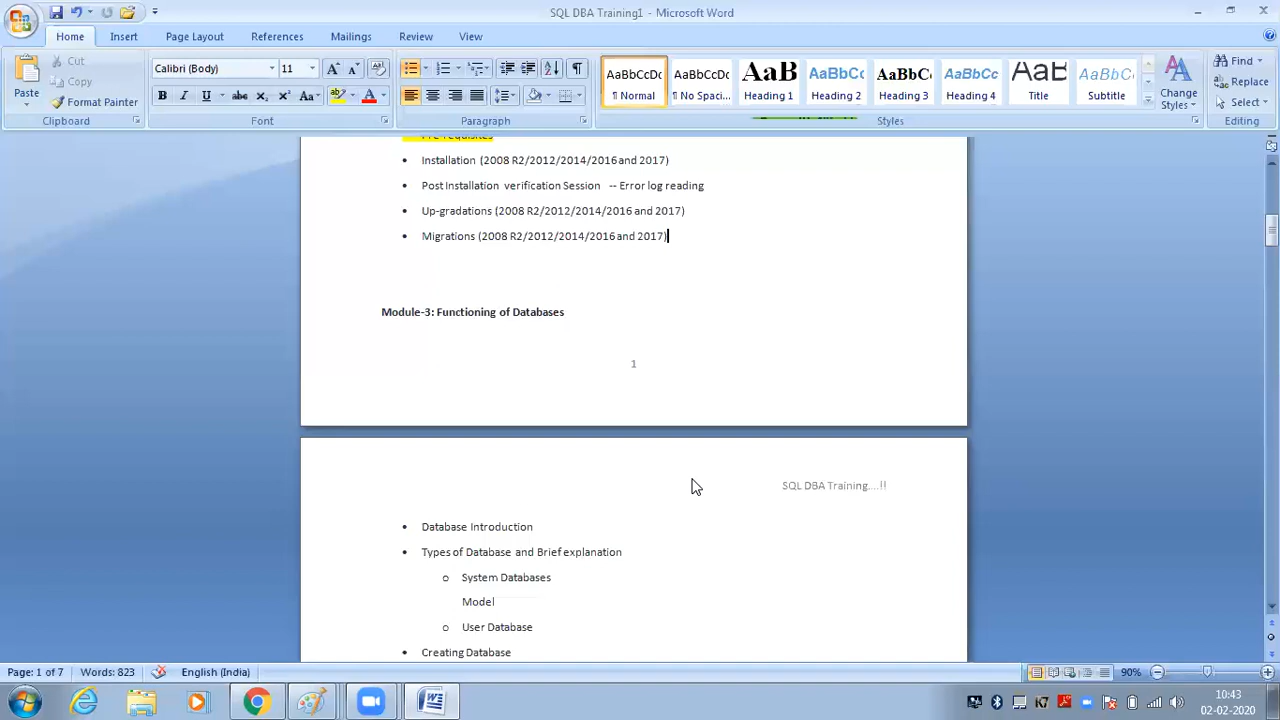 SQL DBA Training1 - Microsoft Word
Home Insert Page Layout References Mailings Review View
Paste
Cut
Copy
Format Painter
Clipboard
Calibri (Body) 11
B I U abc X₂ X² Aa
Font
Paragraph
AaBbCcDc AaBbCcDc AaB AaBbCc AaBbCc AaBbCc AaB AaBbCc
¶ Normal ¶ No Spaci... Heading 1 Heading 2 Heading 3 Heading 4 Title Subtitle
Change Styles
Styles
Find
Replace
Select
Editing
• Installation (2008 R2/2012/2014/2016 and 2017)
• Post Installation verification Session -- Error log reading
• Up-gradations (2008 R2/2012/2014/2016 and 2017)
• Migrations (2008 R2/2012/2014/2016 and 2017)
Module-3: Functioning of Databases
1
SQL DBA Training....!!
• Database Introduction
• Types of Database and Brief explanation
o System Databases
Model
o User Database
• Creating Database
Page: 1 of 7 Words: 823 English (India) 90%
10:43
02-02-2020